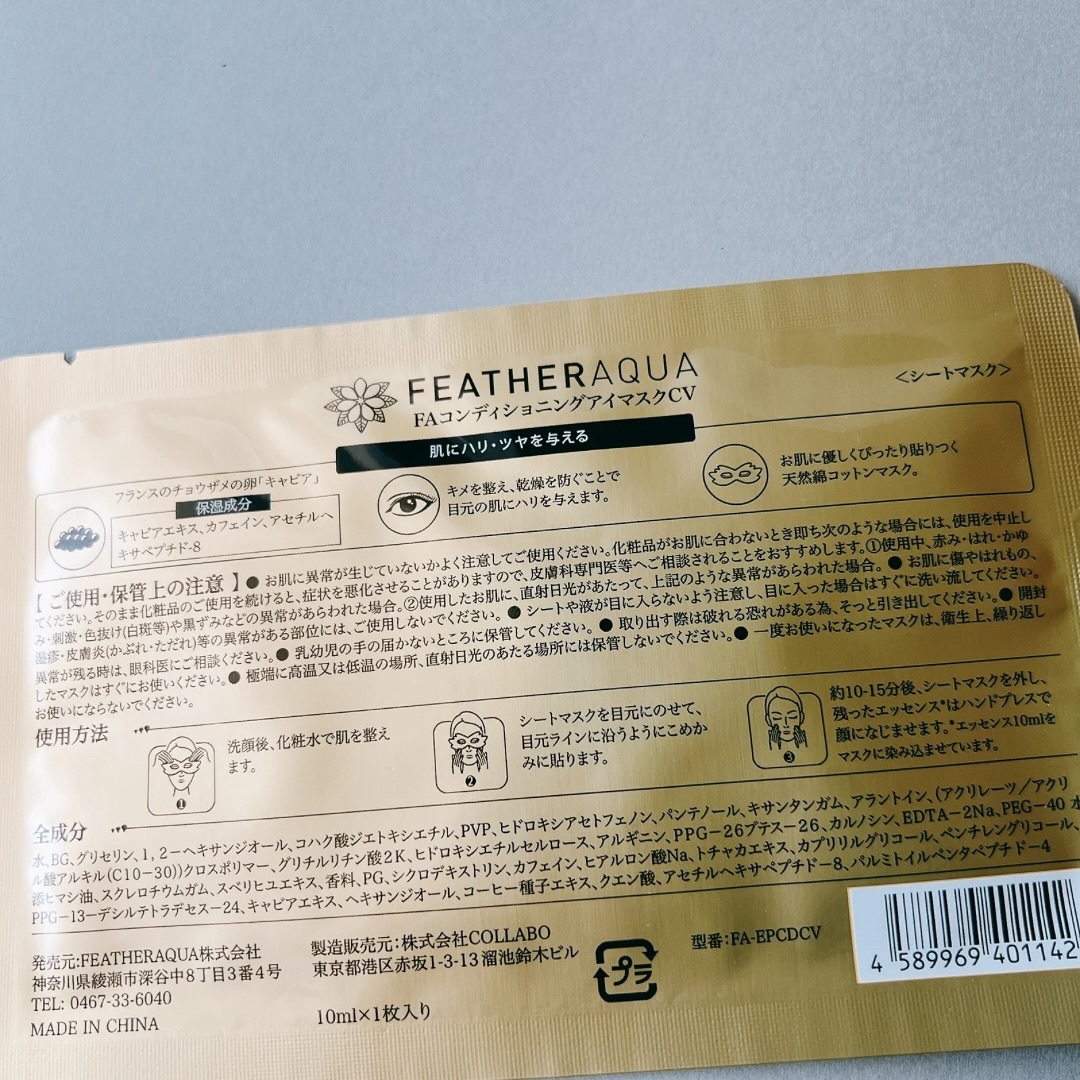 FEATHERAQUA
FAコンディショニングアイマスクCV
<シートマスク>
肌にハリ・ツヤを与える
フランスのチョウザメの卵「キャビア」
保湿成分
キャビアエキス、カフェイン、アセチルヘ
キサペプチド-8
キメを整え、乾燥を防ぐことで
目元の肌にハリを与えます。
お肌に優しくぴったり貼りつく
天然綿コットンマスク。
【ご使用・保管上の注意】●お肌に異常が生じていないかよく注意してご使用ください。化粧品がお肌に合わないとき即ち次のような場合には、使用を中止し
てください。そのまま化粧品のご使用を続けると、症状を悪化させることがありますので、皮膚科専門医等へご相談されることをおすすめします。①使用中、赤み・はれ・かゆ
み・刺激・色抜け(白斑等)や黒ずみなどの異常があらわれた場合。②使用したお肌に、直射日光があたって、上記のような異常があらわれた場合。●お肌に傷やはれもの、
湿疹・皮膚炎(かぶれ・ただれ)等の異常がある部位には、ご使用しないでください。●シートや液が目に入らないよう注意し、目に入った場合はすぐに洗い流してください。
異常が残る時は、眼科医にご相談ください。●乳幼児の手の届かないところに保管してください。●取り出す際は破れる恐れがある為、そっと引き出してください。●開封
したマスクはすぐにお使いください。●極端に高温又は低温の場所、直射日光のあたる場所には保管しないでください。●一度お使いになったマスクは、衛生上、繰り返し
お使いにならないでください。
使用方法
洗顔後、化粧水で肌を整え
ます。
①
シートマスクを目元にのせて、
目元ラインに沿うようにこめか
みに貼ります。
②
約10-15分後、シートマスクを外し、
残ったエッセンス*はハンドプレスで
顔になじませます。*エッセンス10mlを
マスクに染み込ませています。
③
全成分
水、BG、グリセリン、1，2－ヘキサンジオール、コハク酸ジエトキシエチル、PVP、ヒドロキシアセトフェノン、パンテノール、キサンタンガム、アラントイン、(アクリレーツ／アクリ
ル酸アルキル(C10－30))クロスポリマー、グリチルリチン酸2K、ヒドロキシエチルセルロース、アルギニン、PPG－26ブテス－26、カルノシン、EDTA－2Na、PEG－40 水
添ヒマシ油、スクレロチウムガム、スベリヒユエキス、香料、PG、シクロデキストリン、カフェイン、ヒアルロン酸Na、トチャカエキス、カプリリルグリコール、ペンチレングリコール、
PPG－13－デシルテトラデセス－24、キャビアエキス、ヘキサンジオール、コーヒー種子エキス、クエン酸、アセチルヘキサペプチド－8、パルミトイルペンタペプチド－4
発売元:FEATHERAQUA株式会社
神奈川県綾瀬市深谷中8丁目3番4号
TEL: 0467-33-6040
MADE IN CHINA
製造販売元:株式会社COLLABO
東京都港区赤坂1-3-13溜池鈴木ビル
10ml×1枚入り
プラ
型番:FA-EPCDCV
4 589969 401142